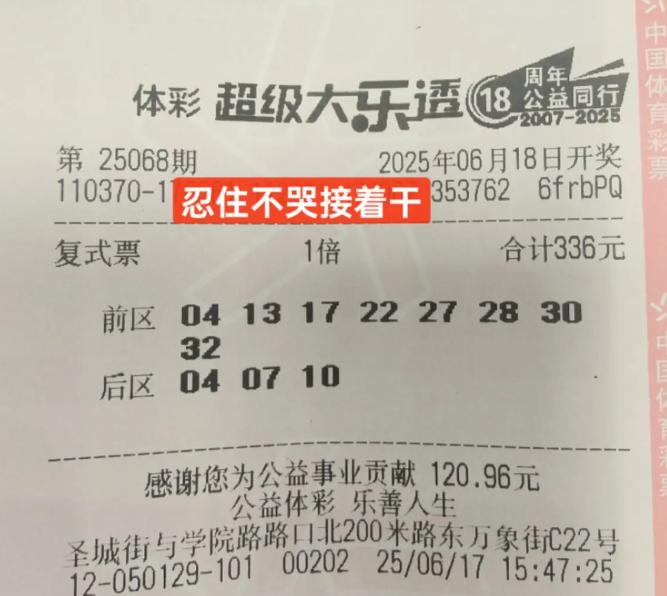 体彩 超级大乐透 18 周年 公益同行 2007-2025
第 25068期 2025年06月18日开奖
110370-1 353762 6frbPQ
忍住不哭接着干
复式票 1倍 合计336元
前区 04 13 17 22 27 28 30
32
后区 04 07 10
感谢您为公益事业贡献 120.96元
公益体彩 乐善人生
圣城街与学院路路口北200米路东万象街C22号
12-050129-101 00202 25/06/17 15:47:25
中国体育彩票
中国体育彩票